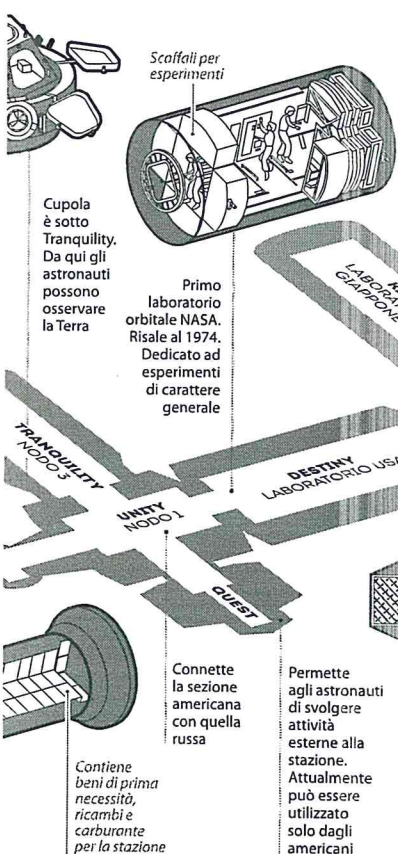 Scaffali per
esperimenti
Cupola
è sotto
Tranquility.
Da qui gli
astronauti
possono
osservare
la Terra
Primo
laboratorio
orbitale NASA.
Risale al 1974.
Dedicato ad
esperimenti
di carattere
generale
TRANQUILITY
NODO 3
UNITY
NODO 1
DESTINY
LABORATORIO USA
QUEST
Connette
la sezione
americana
con quella
russa
Permette
agli astronauti
di svolgere
attività
esterne alla
stazione.
Attualmente
può essere
utilizzato
solo dagli
americani
Contiene
beni di prima
necessità,
ricambi e
carburante
per la stazione